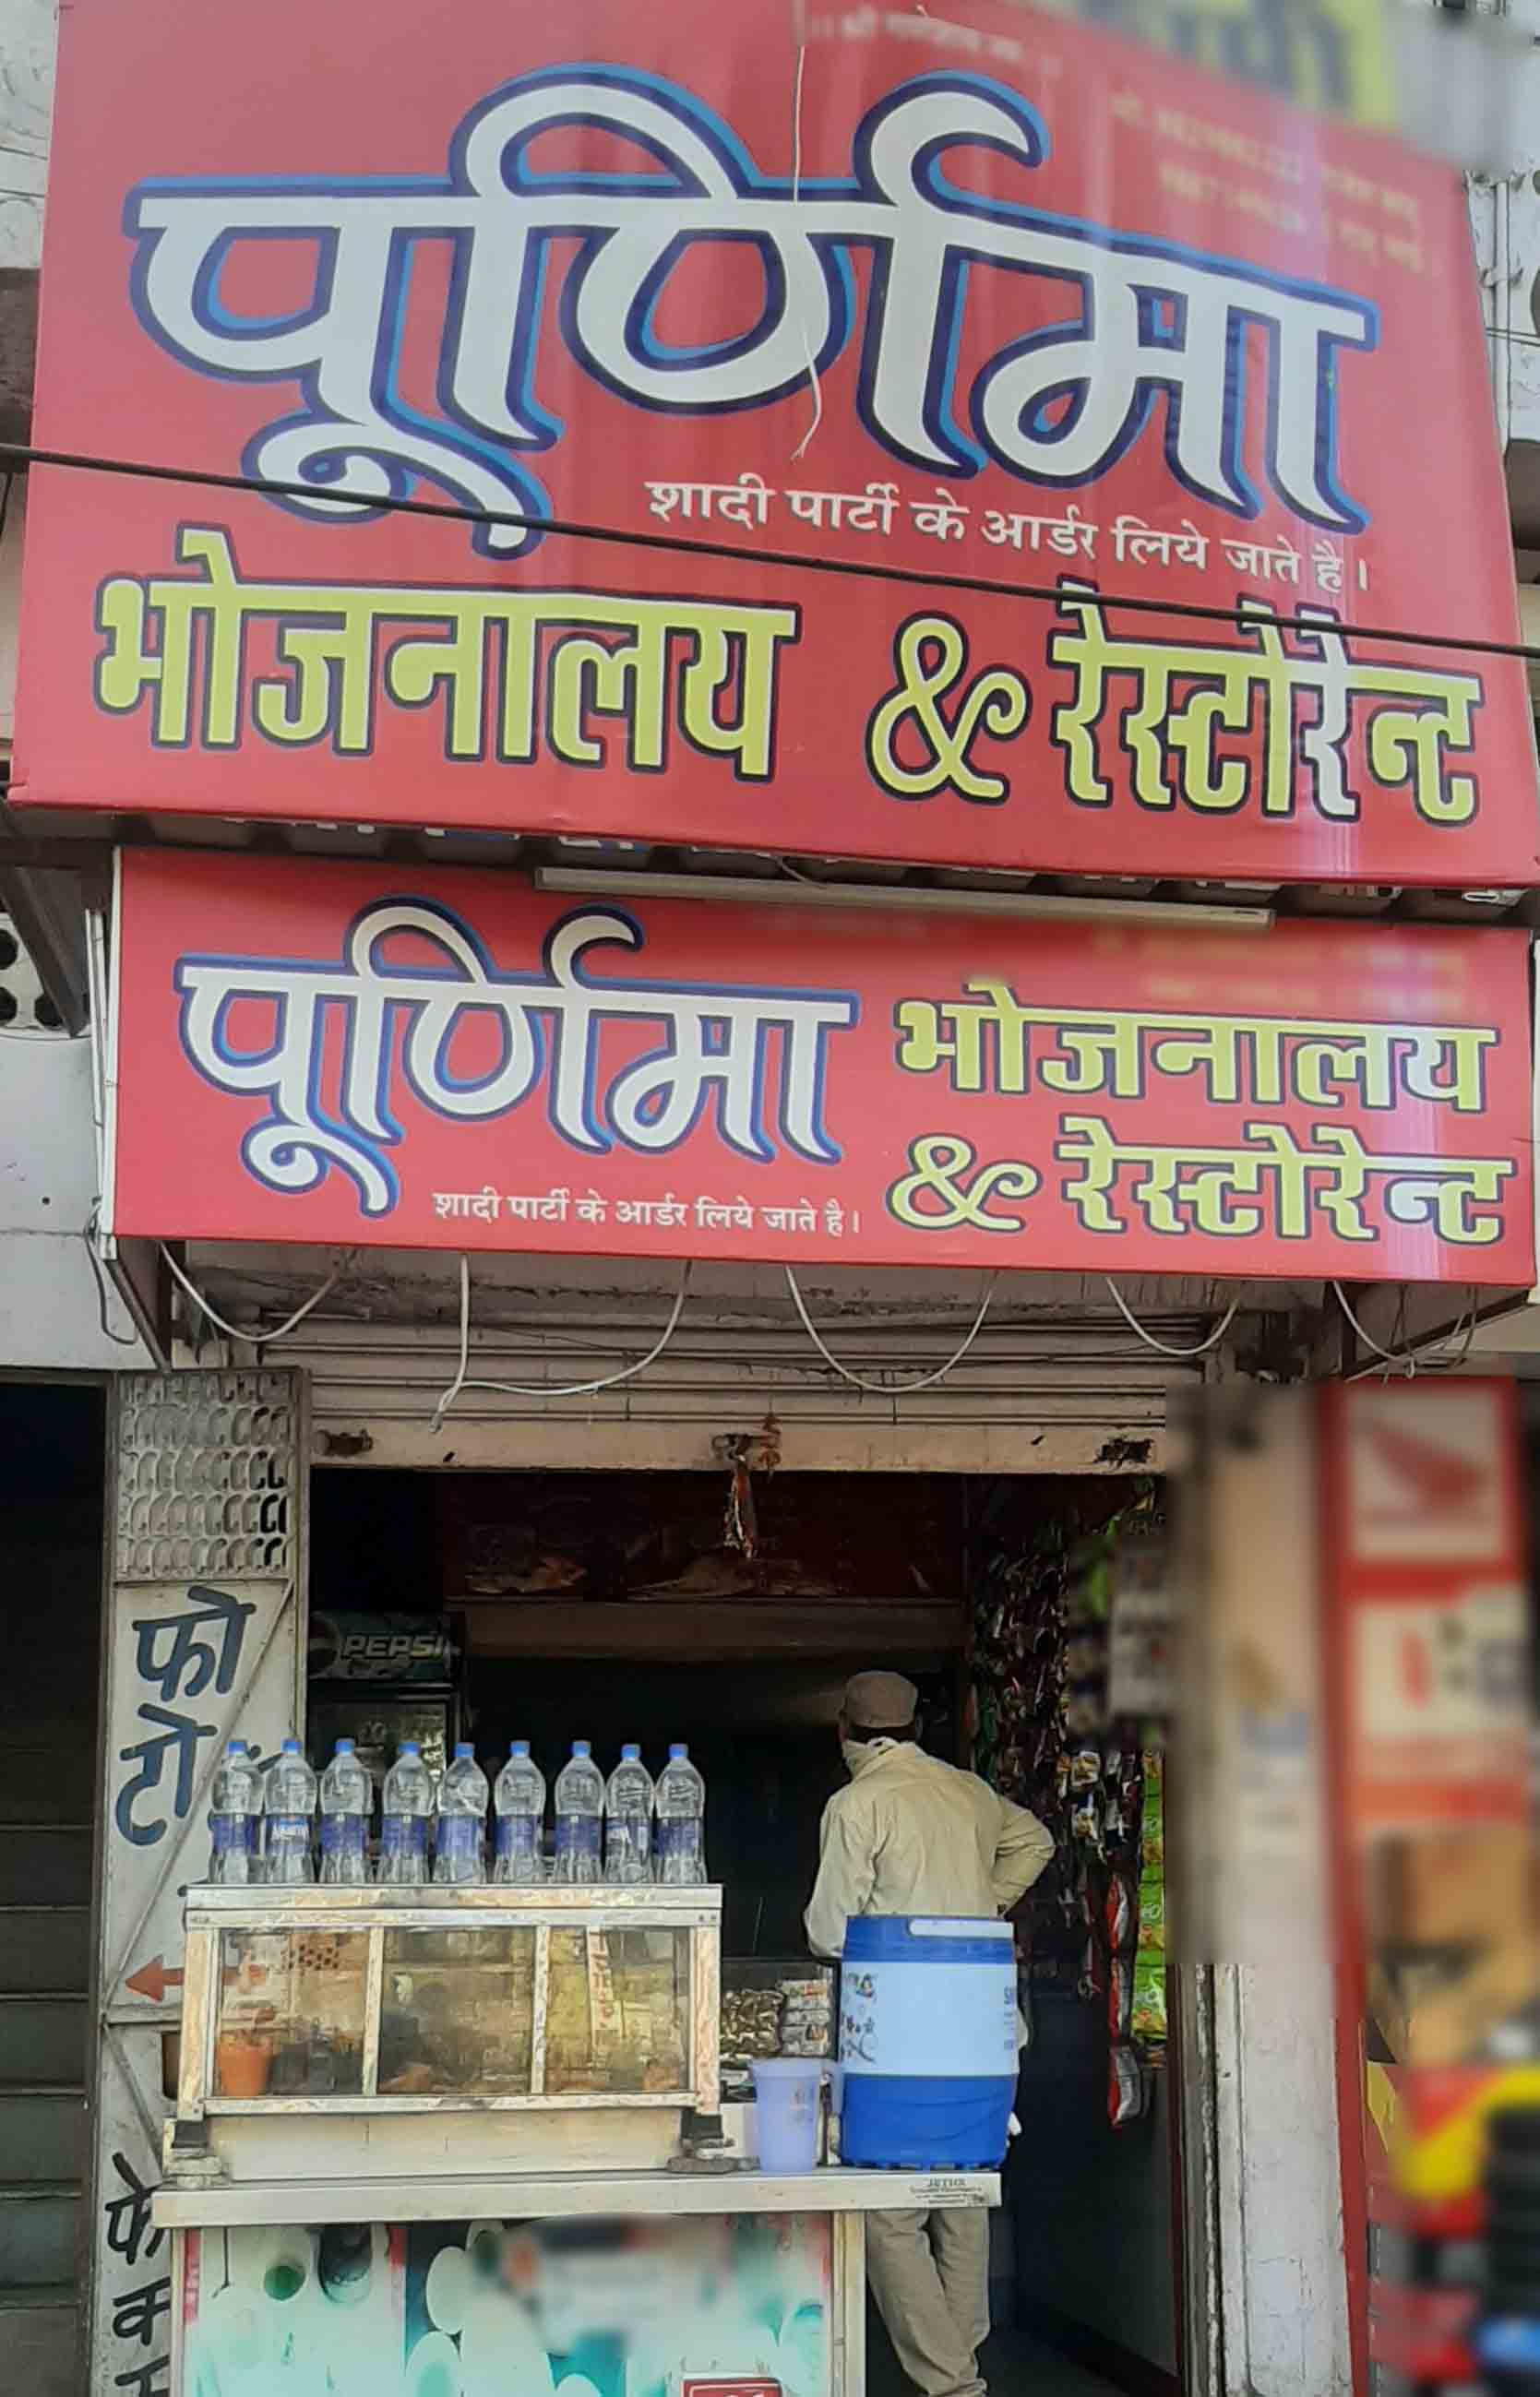 पूर्णिमा
शादी पार्टी के आर्डर लिये जाते है।
भोजनालय & रेस्टोरेन्ट
पूर्णिमा
भोजनालय
& रेस्टोरेन्ट
शादी पार्टी के आर्डर लिये जाते है।
PEPSI
फो
टो
फे
क